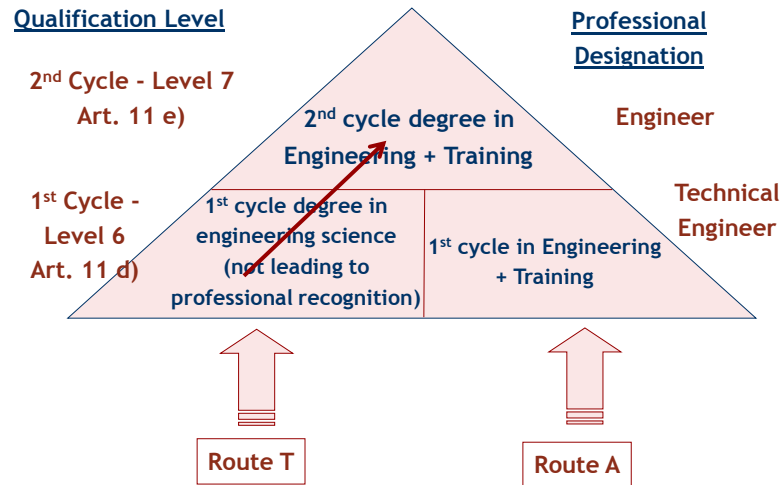 Qualification Level
Professional
Designation
2nd Cycle - Level 7
Art. 11 e)
2nd cycle degree in
Engineering + Training
Engineer
1st Cycle -
Level 6
Art. 11 d)
1st cycle degree in
engineering science
(not leading to
professional recognition)
1st cycle in Engineering
+ Training
Technical
Engineer
Route T
Route A